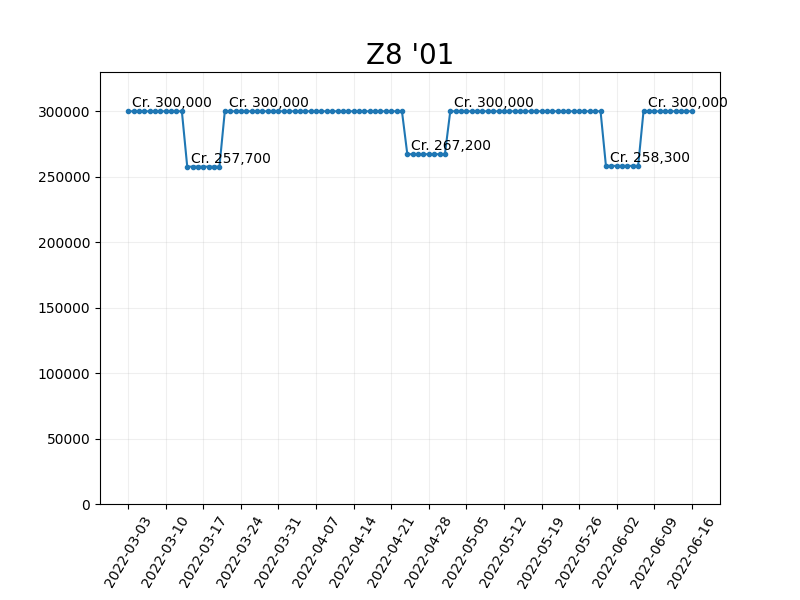 Z8 '01
Cr. 300,000
Cr. 300,000
Cr. 300,000
Cr. 300,000
Cr. 257,700
Cr. 267,200
Cr. 258,300
300000
250000
200000
150000
100000
50000
0
2022-03-03
2022-03-10
2022-03-17
2022-03-24
2022-03-31
2022-04-07
2022-04-14
2022-04-21
2022-04-28
2022-05-05
2022-05-12
2022-05-19
2022-05-26
2022-06-02
2022-06-09
2022-06-16